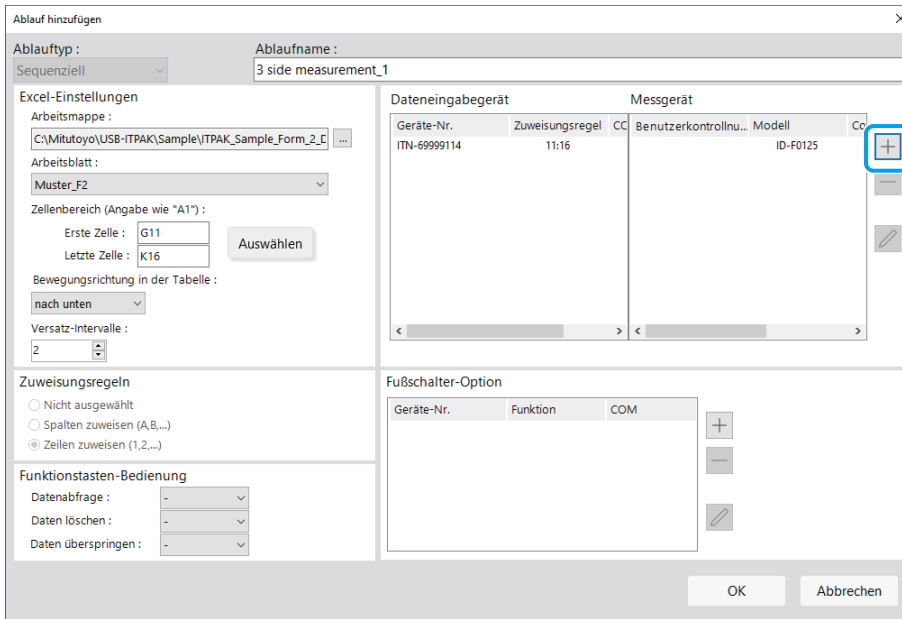 Ablauf hinzufügen
Ablauftyp :
Ablaufname :
Sequenziell
3 side measurement_1
Excel-Einstellungen
Arbeitsmappe :
C:\Mitutoyo\USB-ITPAK\Sample\ITPAK_Sample_Form_2_D
...
Arbeitsblatt :
Muster_F2
Zellenbereich (Angabe wie "A1") :
Erste Zelle :
G11
Letzte Zelle :
K16
Auswählen
Bewegungsrichtung in der Tabelle :
nach unten
Versatz-Intervalle :
2
Dateneingabegerät
Messgerät
Geräte-Nr.
Zuweisungsregel
CC
Benutzerkontrollnu...
Modell
Co
ITN-69999114
11:16
ID-F0125
Zuweisungsregeln
Nicht ausgewählt
Spalten zuweisen (A,B,...)
Zeilen zuweisen (1,2,...)
Fußschalter-Option
Geräte-Nr.
Funktion
COM
Funktionstasten-Bedienung
Datenabfrage :
-
Daten löschen :
-
Daten überspringen :
-
OK
Abbrechen